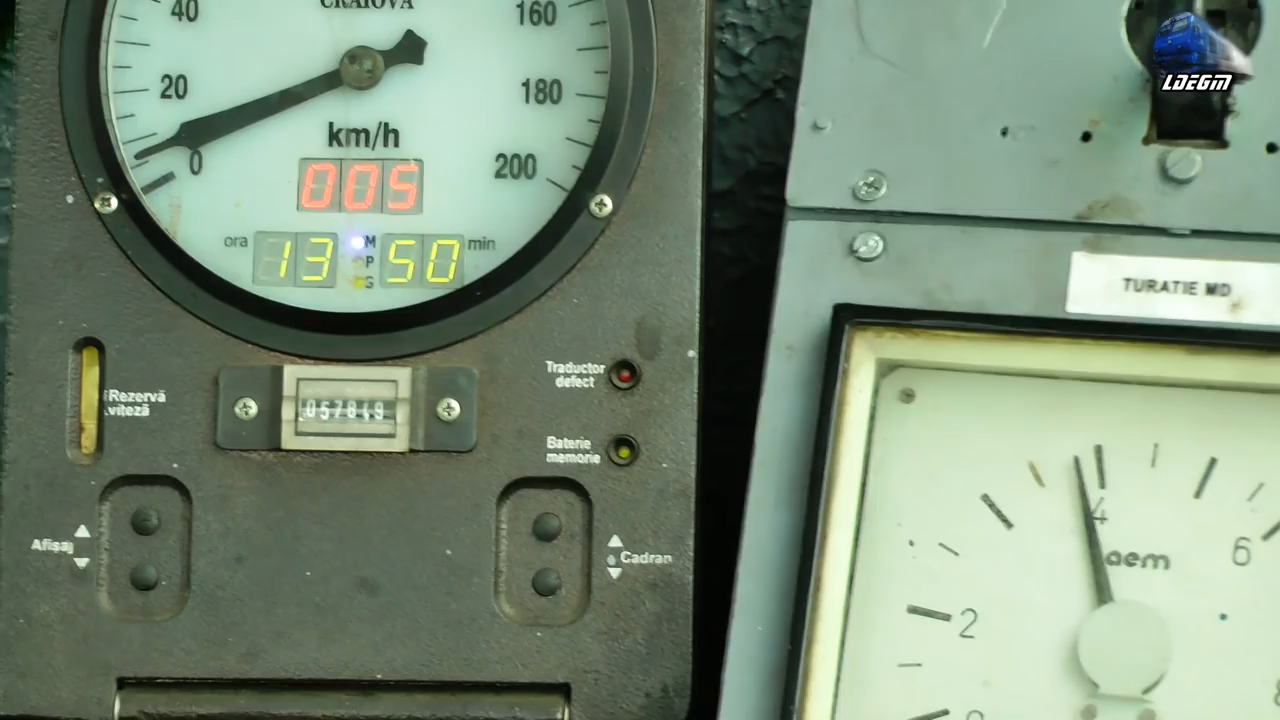 CRAIOVA
40
160
20
180
km/h
0
200
005
ora
13
M
P
G
50
min
LDEGM
TURATIE MD
Traductor
defect
Rezervă
viteză
Baterie
memorie
Afișaj
Cadran
4
aem
6
2